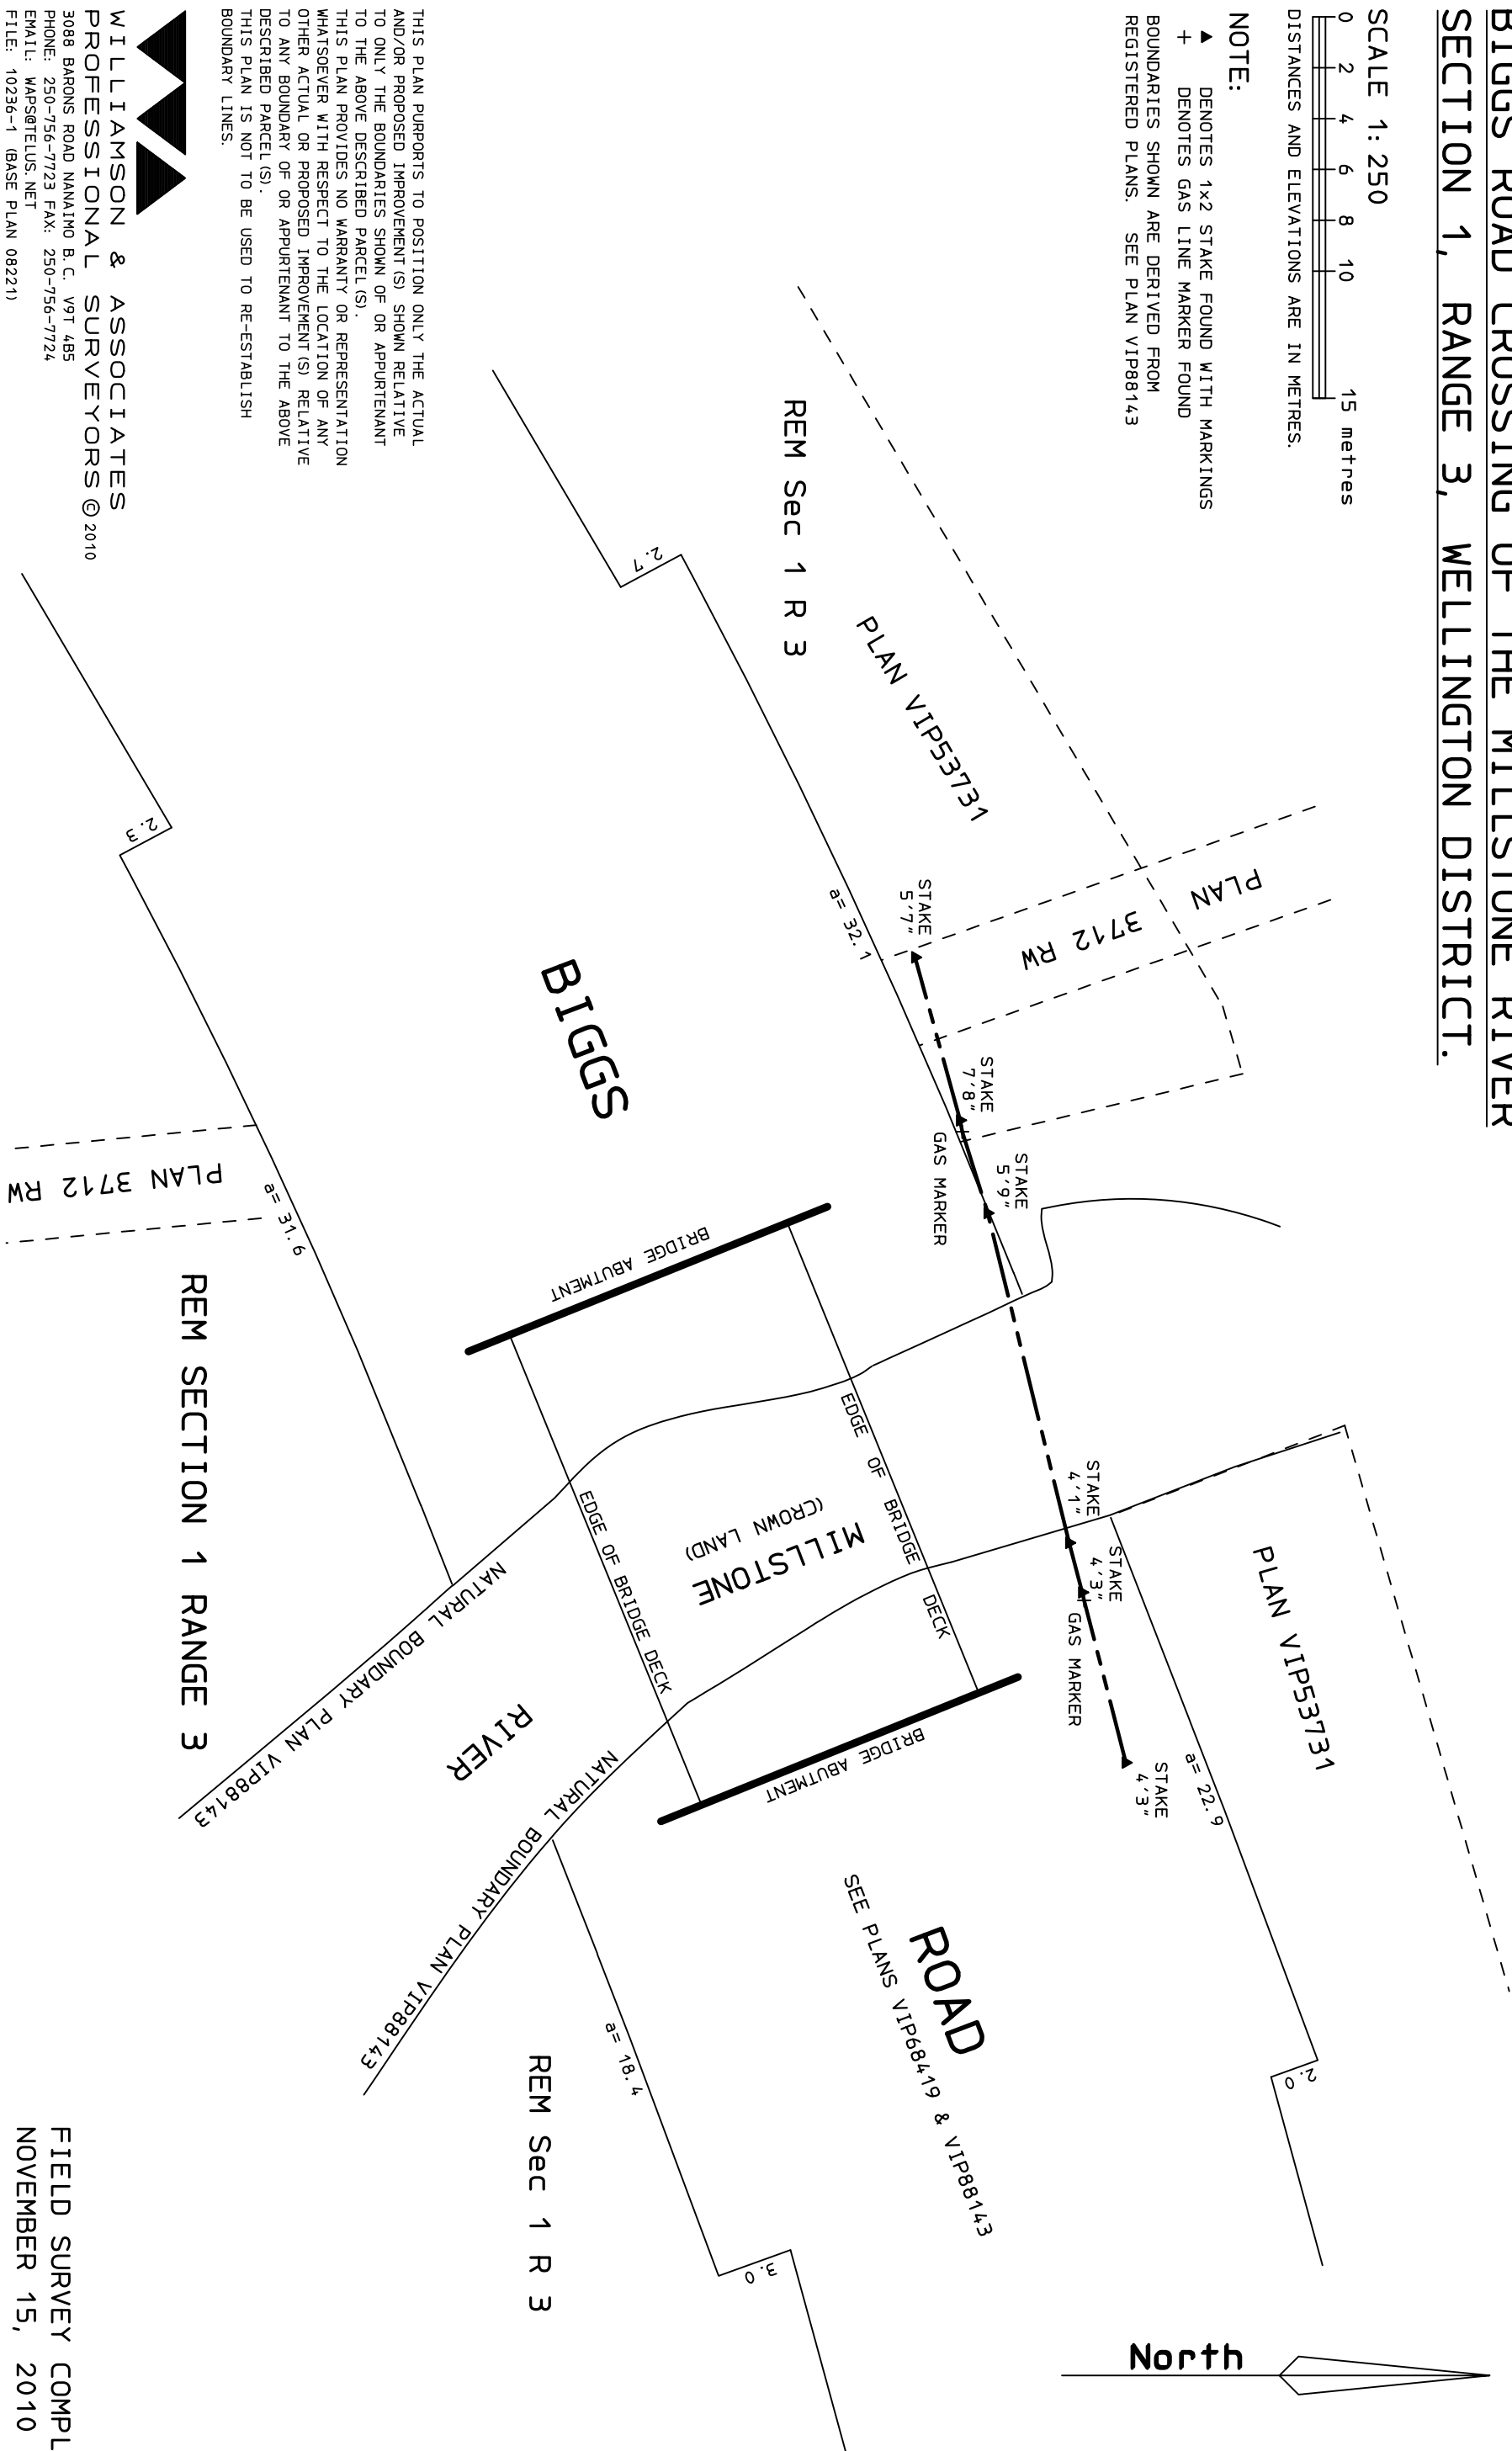 BIGGS ROAD CROSSING OF THE MILLSTONE RIVER
SECTION 1, RANGE 3, WELLINGTON DISTRICT.
SCALE 1: 250
0 2 4 6 8 10 15 metres
DISTANCES AND ELEVATIONS ARE IN METRES.
NOTE:
▲ DENOTES 1x2 STAKE FOUND WITH MARKINGS
+ DENOTES GAS LINE MARKER FOUND
BOUNDARIES SHOWN ARE DERIVED FROM
REGISTERED PLANS. SEE PLAN VIP88143
North
PLAN
3712 RW
PLAN VIP53731
REM Sec 1 R 3
2.7
a= 32.1
STAKE
5'7"
STAKE
7'8"
GAS MARKER
STAKE
5'9"
STAKE
4'1"
STAKE
4'3"
GAS MARKER
STAKE
4'3"
PLAN VIP53731
a= 22.9
2.0
BIGGS
BRIDGE ABUTMENT
EDGE OF BRIDGE DECK
MILLSTONE
(CROWN LAND)
EDGE OF BRIDGE DECK
BRIDGE ABUTMENT
ROAD
SEE PLANS VIP68419 & VIP88143
RIVER
NATURAL BOUNDARY PLAN VIP88143
NATURAL BOUNDARY PLAN VIP88143
2.3
a= 31.6
PLAN 3712 RW
REM SECTION 1 RANGE 3
a= 18.4
REM Sec 1 R 3
3.0
THIS PLAN PURPORTS TO POSITION ONLY THE ACTUAL
AND/OR PROPOSED IMPROVEMENT(S) SHOWN RELATIVE
TO ONLY THE BOUNDARIES SHOWN OF OR APPURTENANT
TO THE ABOVE DESCRIBED PARCEL(S).
THIS PLAN PROVIDES NO WARRANTY OR REPRESENTATION
WHATSOEVER WITH RESPECT TO THE LOCATION OF ANY
OTHER ACTUAL OR PROPOSED IMPROVEMENT(S) RELATIVE
TO ANY BOUNDARY OF OR APPURTENANT TO THE ABOVE
DESCRIBED PARCEL(S).
THIS PLAN IS NOT TO BE USED TO RE-ESTABLISH
BOUNDARY LINES.
WILLIAMSON & ASSOCIATES
PROFESSIONAL SURVEYORS © 2010
3088 BARONS ROAD NANAIMO B.C. V9T 4B5
PHONE: 250-756-7723 FAX: 250-756-7724
EMAIL: WAPS@TELUS.NET
FILE: 10236-1 (BASE PLAN 08221)
FIELD SURVEY COMPL
NOVEMBER 15, 2010